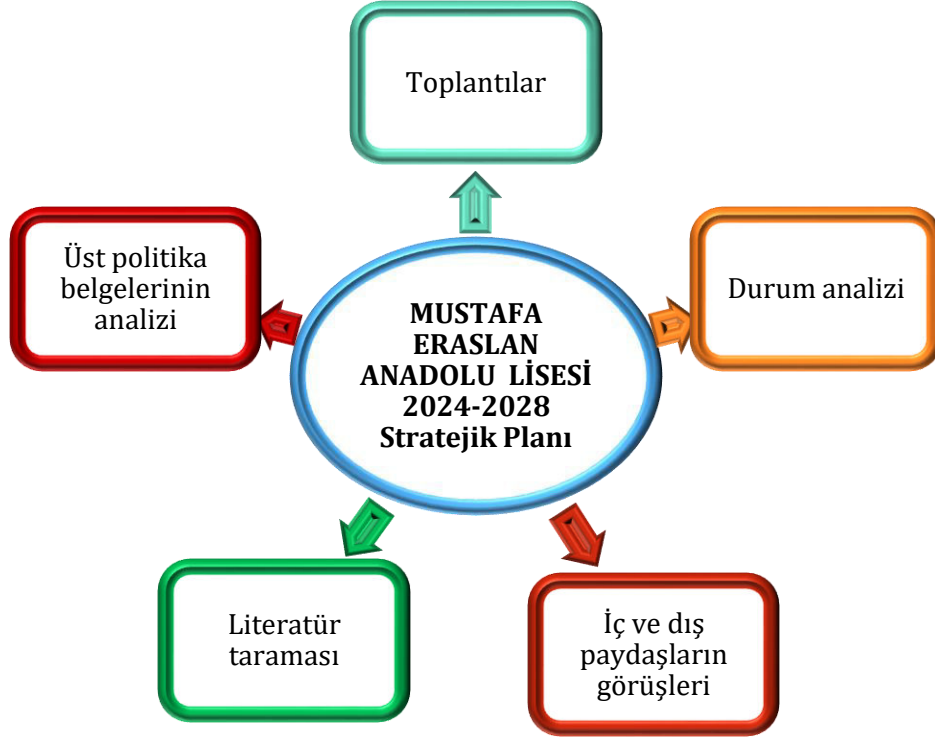 Toplantılar
Üst politika
belgelerinin
analizi
Durum analizi
MUSTAFA
ERASLAN
ANADOLU LİSESİ
2024-2028
Stratejik Planı
Literatür
taraması
İç ve dış
paydaşların
görüşleri